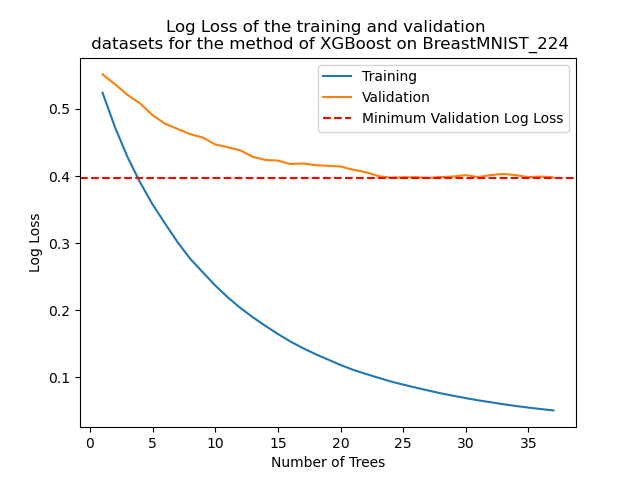 Log Loss of the training and validation
datasets for the method of XGBoost on BreastMNIST_224
Training
Validation
Minimum Validation Log Loss
0.5
0.4
0.3
0.2
0.1
Log Loss
0 5 10 15 20 25 30 35
Number of Trees